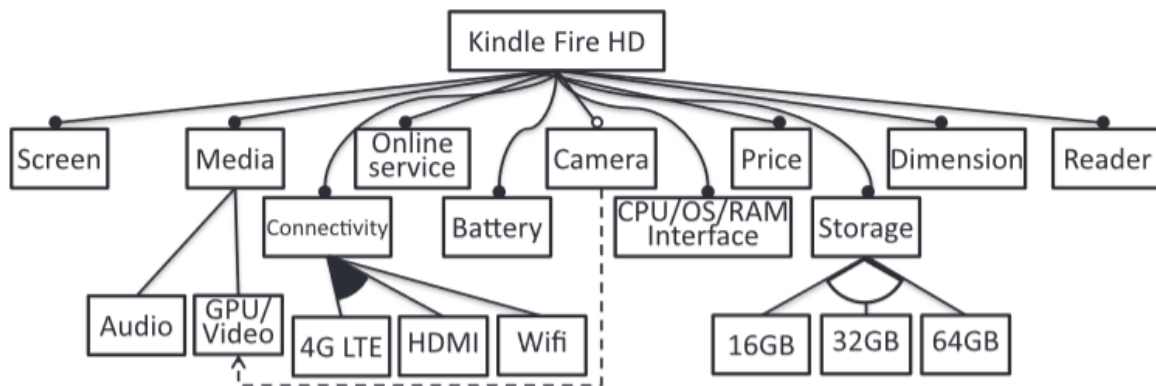 Kindle Fire HD
Screen
Media
Online
service
Camera
Price
Dimension
Reader
Connectivity
Battery
CPU/OS/RAM
Interface
Storage
Audio
GPU/
Video
4G LTE
HDMI
Wifi
16GB
32GB
64GB